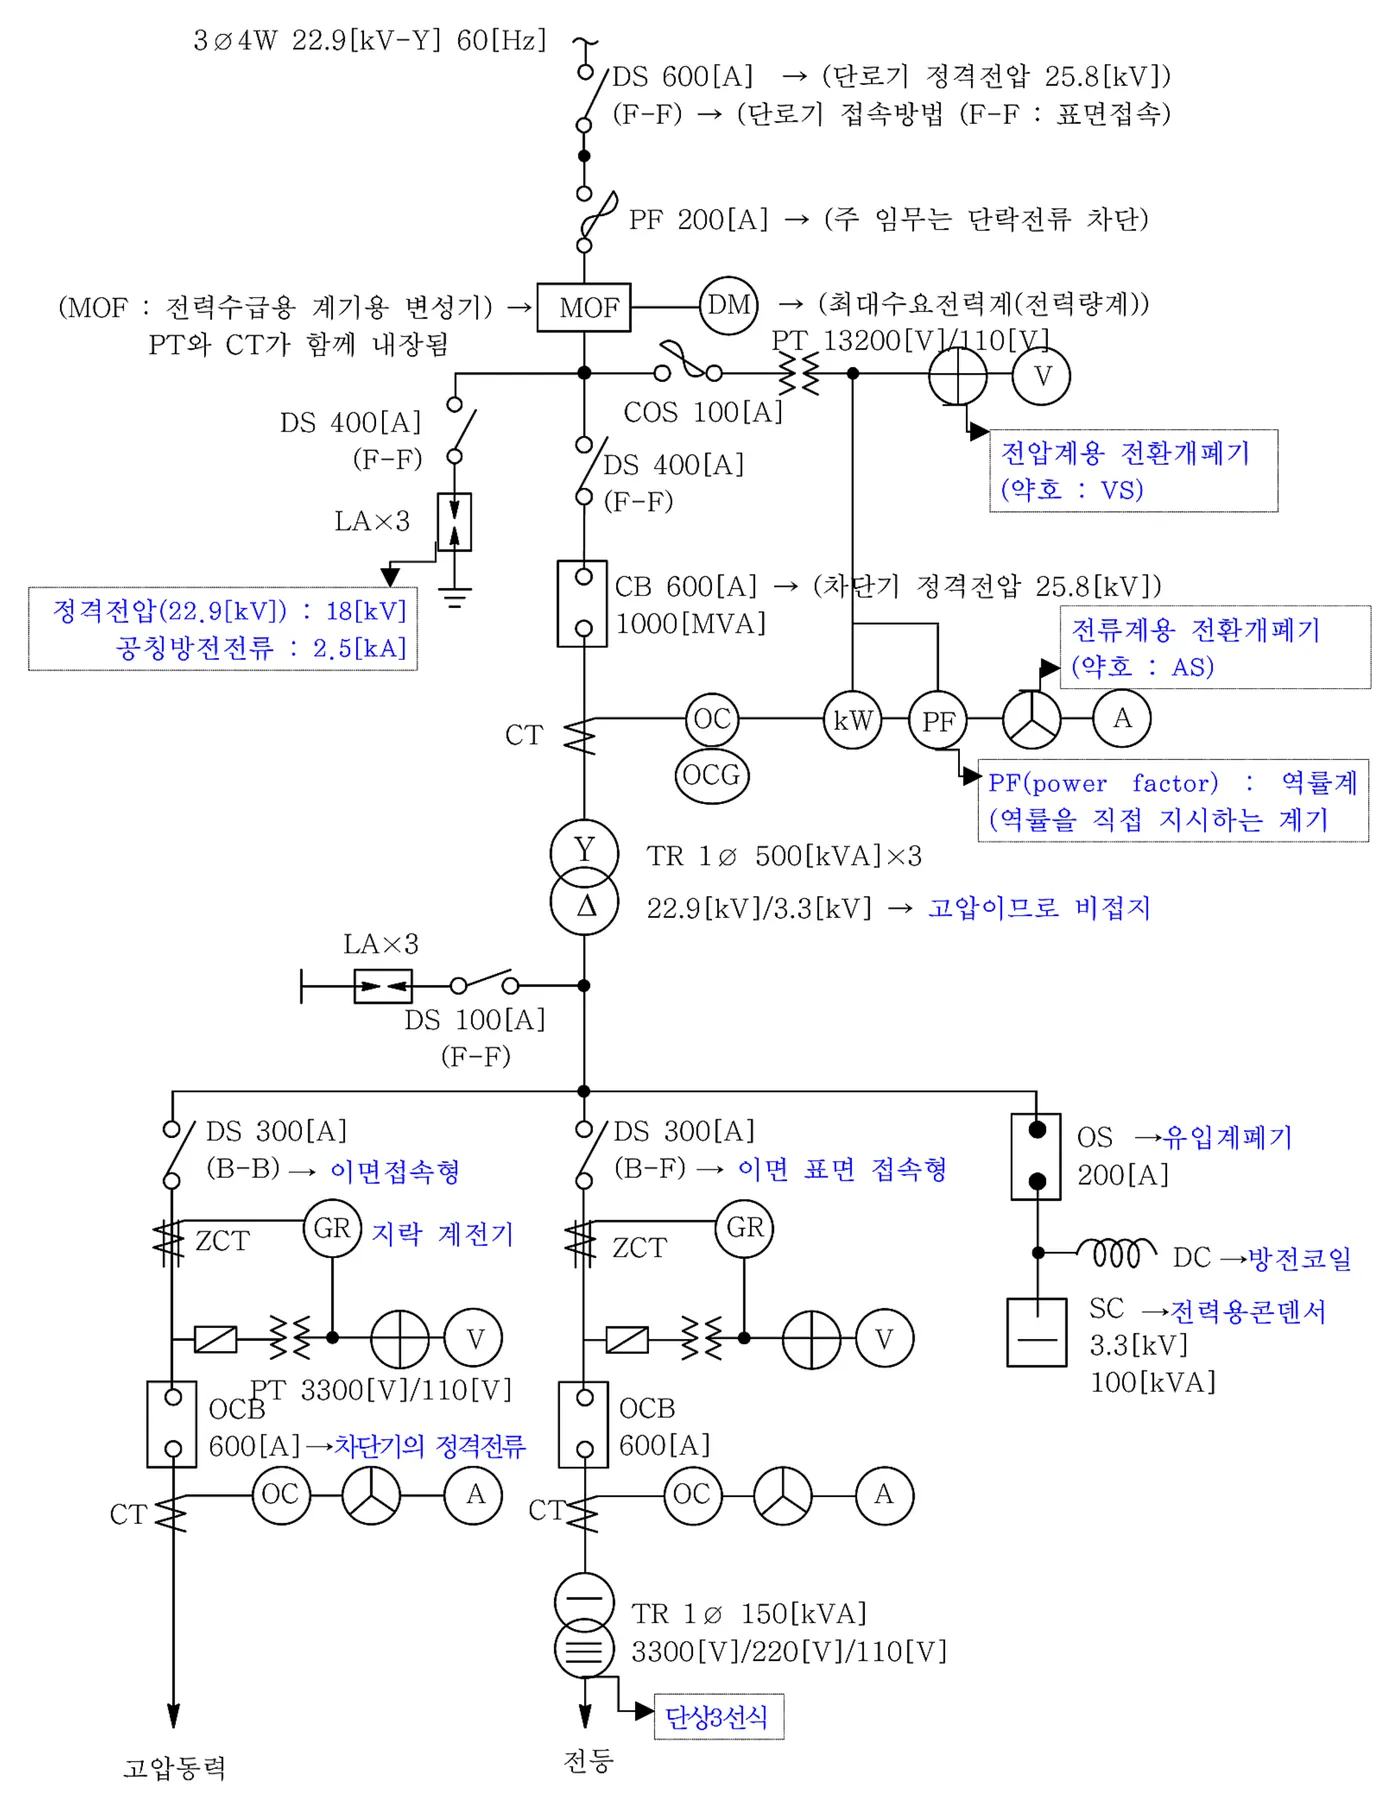 3∅4W 22.9[kV-Y] 60[Hz]
DS 600[A] → (단로기 정격전압 25.8[kV])
(F-F) → (단로기 접속방법 (F-F : 표면접속)
PF 200[A] → (주 임무는 단락전류 차단)
(MOF : 전력수급용 계기용 변성기) →
PT와 CT가 함께 내장됨
MOF
DM
→ (최대수요전력계(전력량계))
PT 13200[V]/110[V]
COS 100[A]
V
전압계용 전환개폐기
(약호 : VS)
DS 400[A]
(F-F)
DS 400[A]
(F-F)
LA×3
정격전압(22.9[kV]) : 18[kV]
공칭방전전류 : 2.5[kA]
CB 600[A] → (차단기 정격전압 25.8[kV])
1000[MVA]
전류계용 전환개폐기
(약호 : AS)
CT
OC
OCG
kW
PF
A
PF(power factor) : 역률계
(역률을 직접 지시하는 계기
Y
Δ
TR 1∅ 500[kVA]×3
22.9[kV]/3.3[kV] → 고압이므로 비접지
LA×3
DS 100[A]
(F-F)
DS 300[A]
(B-B) → 이면접속형
DS 300[A]
(B-F) → 이면 표면 접속형
OS →유입계폐기
200[A]
ZCT
GR
지락 계전기
ZCT
GR
DC →방전코일
SC →전력용콘덴서
3.3[kV]
100[kVA]
V
V
PT 3300[V]/110[V]
OCB
600[A]→차단기의 정격전류
OCB
600[A]
CT
OC
A
CT
OC
A
TR 1∅ 150[kVA]
3300[V]/220[V]/110[V]
단상3선식
고압동력
전등